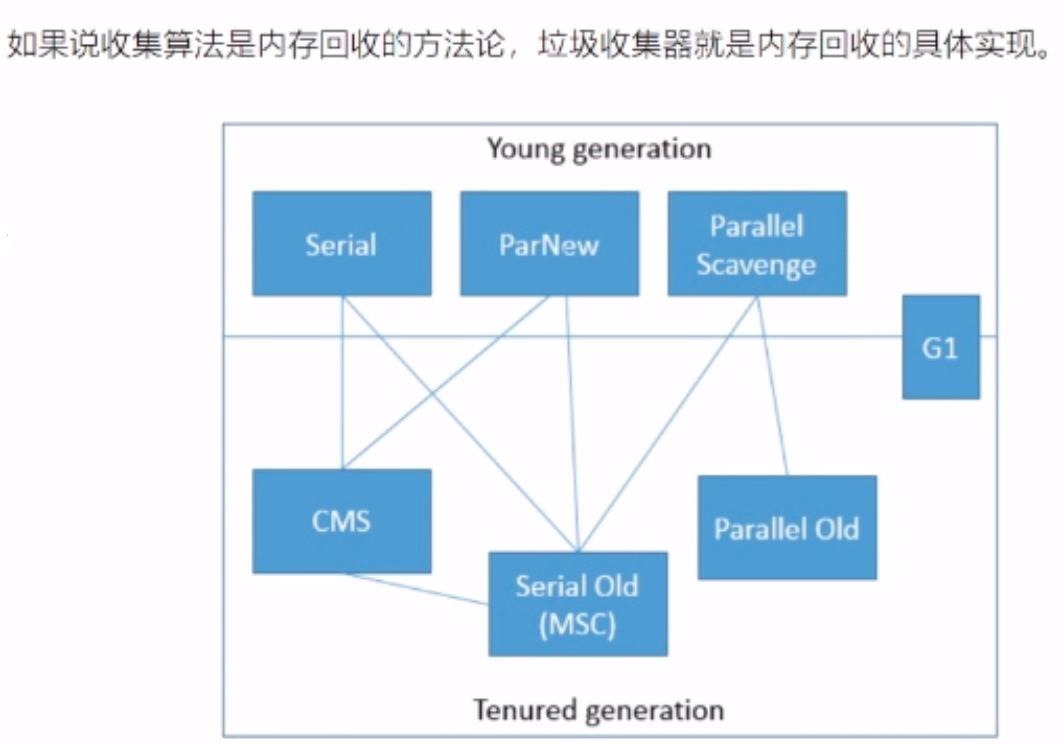 如果说收集算法是内存回收的方法论，垃圾收集器就是内存回收的具体实现。
Young generation
Serial
ParNew
Parallel
Scavenge
G1
CMS
Parallel Old
Serial Old
(MSC)
Tenured generation